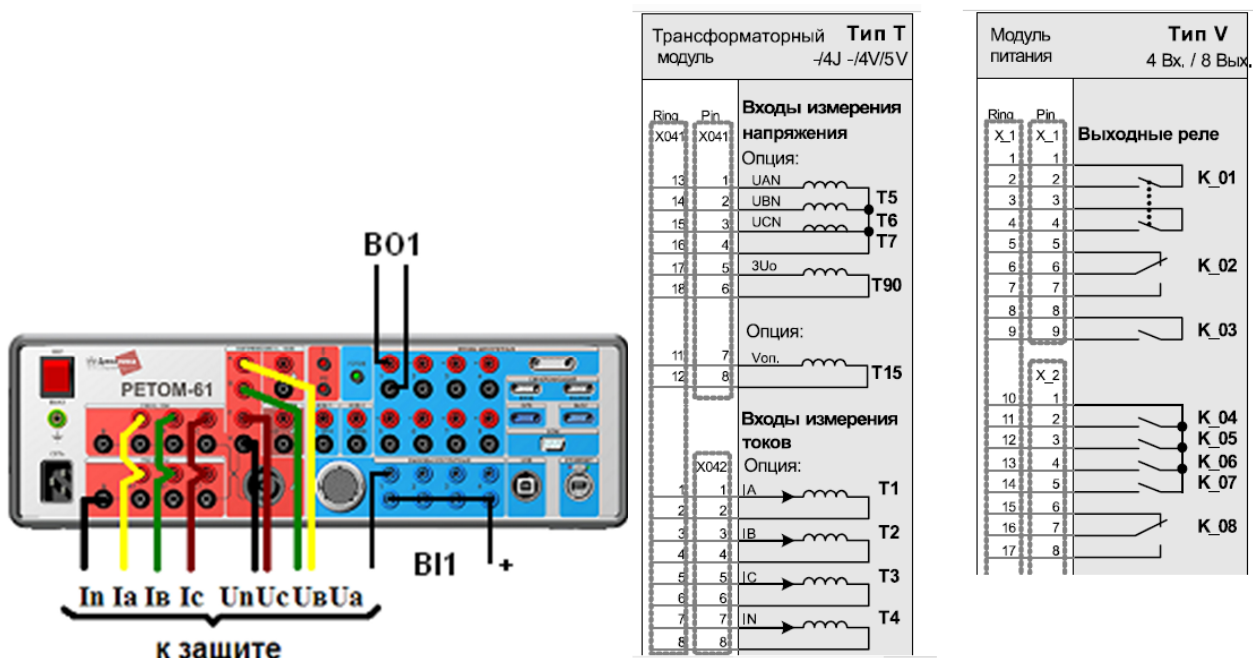 BO1
РЕТОМ-61
BI1
+
In Ia Iв Ic UnUcUвUa
к защите
Трансформаторный Тип T
модуль -/4J -/4V/5V
Ring Pin
X041 X041
Входы измерения
напряжения
Опция:
13 1 UAN
T5
14 2 UBN
T6
15 3 UCN
T7
16 4
17 5 3Uo
18 6 T90
Опция:
11 7 Uоп.
12 8 T15
Входы измерения
токов
X042 Опция:
1 1 IA T1
2 2
3 3 IB T2
4 4
5 5 IC T3
6 6
7 7 IN T4
8 8
Модуль Тип V
питания 4 Вх. / 8 Вых.
Ring Pin
X_1 X_1 Выходные реле
1 1
2 2 K_01
3 3
4 4
5 5
6 6 K_02
7 7
8 8
9 9 K_03
X_2
10 1
11 2 K_04
12 3 K_05
13 4 K_06
14 5 K_07
15 6
16 7 K_08
17 8